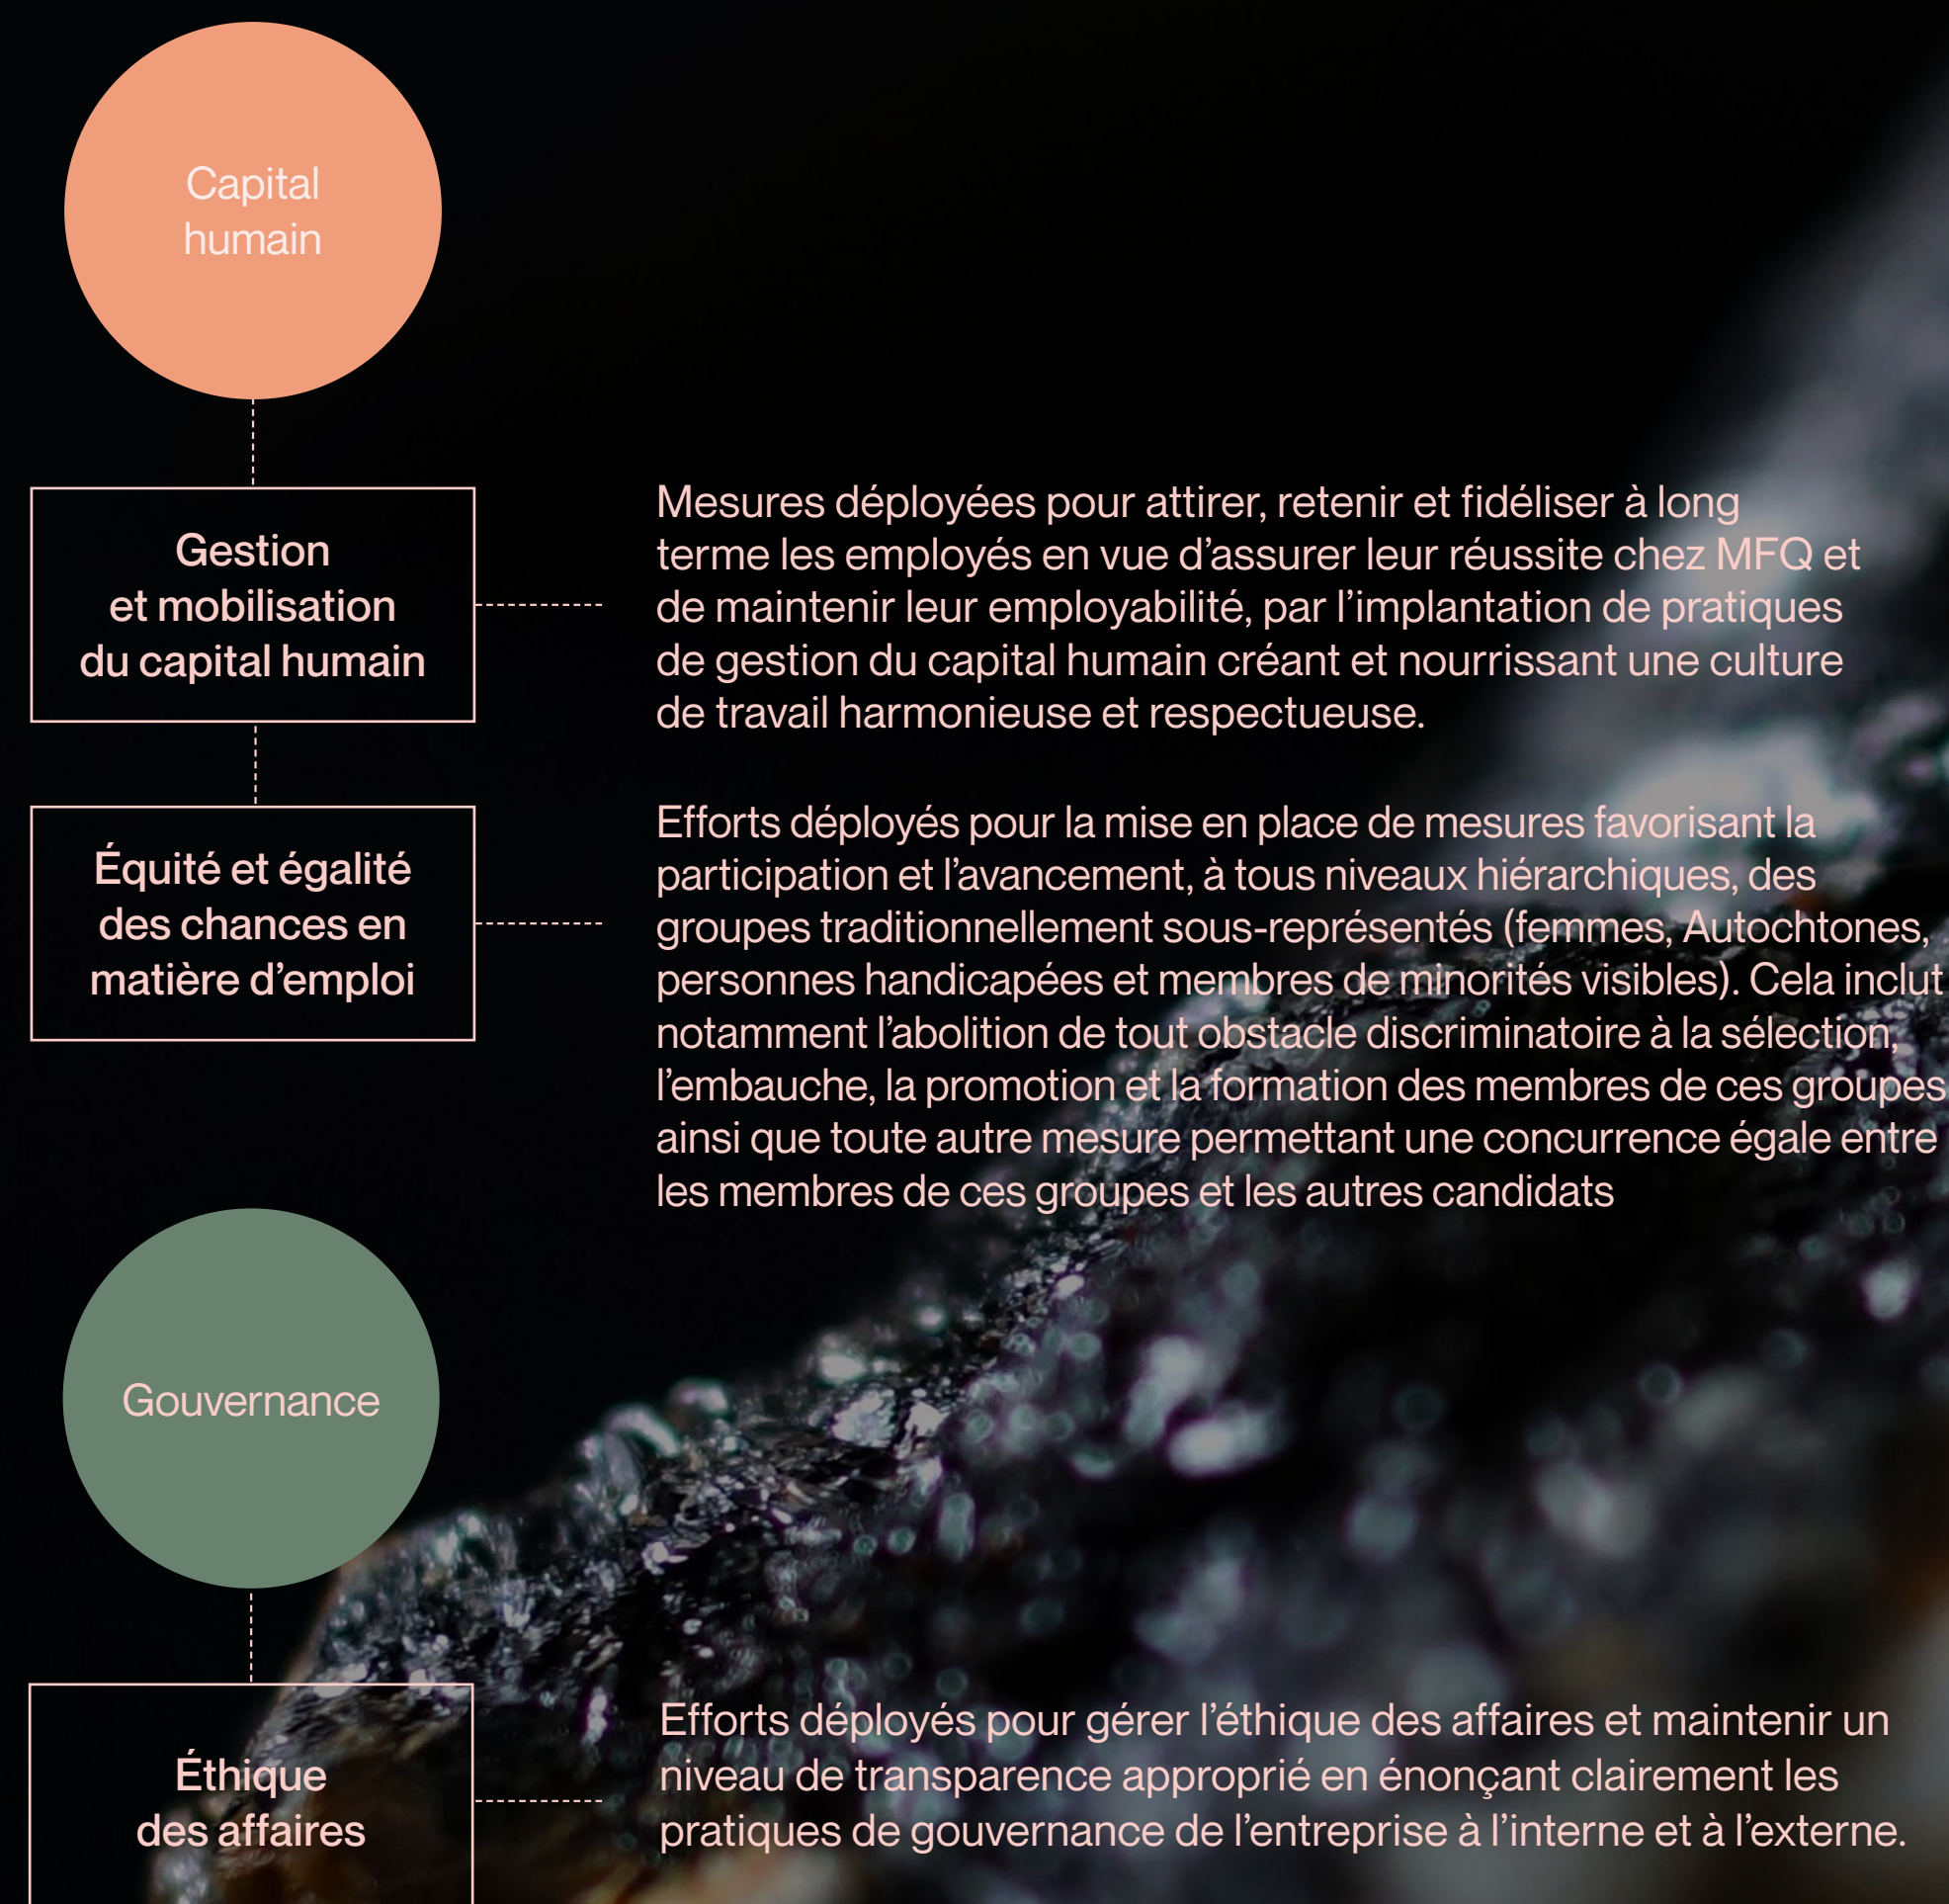 Capital
humain
Gestion
et mobilisation
du capital humain
Mesures déployées pour attirer, retenir et fidéliser à long
terme les employés en vue d’assurer leur réussite chez MFQ et
de maintenir leur employabilité, par l’implantation de pratiques
de gestion du capital humain créant et nourrissant une culture
de travail harmonieuse et respectueuse.
Équité et égalité
des chances en
matière d’emploi
Efforts déployés pour la mise en place de mesures favorisant la
participation et l’avancement, à tous niveaux hiérarchiques, des
groupes traditionnellement sous-représentés (femmes, Autochtones,
personnes handicapées et membres de minorités visibles). Cela inclut
notamment l’abolition de tout obstacle discriminatoire à la sélection,
l’embauche, la promotion et la formation des membres de ces groupes
ainsi que toute autre mesure permettant une concurrence égale entre
les membres de ces groupes et les autres candidats
Gouvernance
Éthique
des affaires
Efforts déployés pour gérer l’éthique des affaires et maintenir un
niveau de transparence approprié en énonçant clairement les
pratiques de gouvernance de l’entreprise à l’interne et à l’externe.